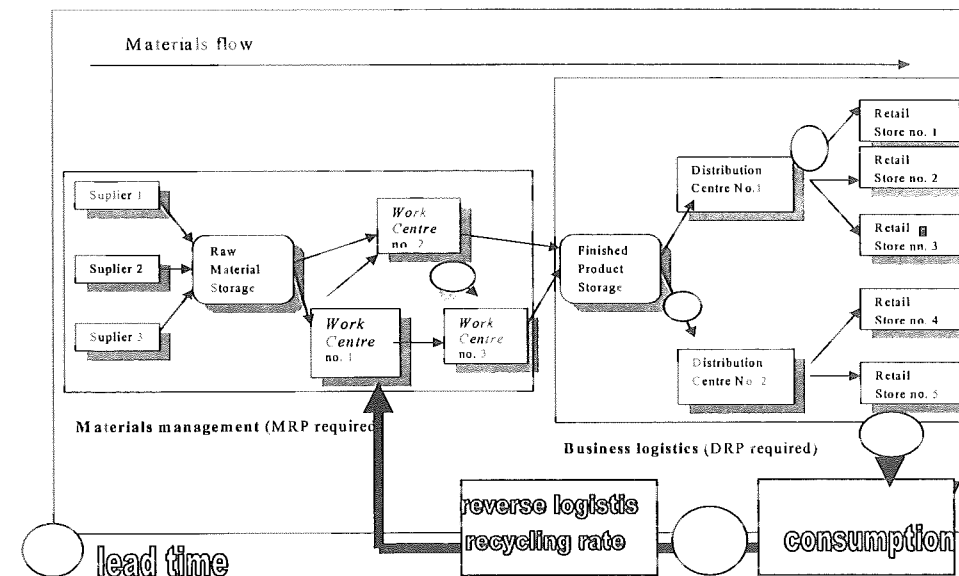 Materials flow
Suplier 1
Suplier 2
Suplier 3
Raw
Material
Storage
Work
Centre
no. 2
Work
Centre
no. 1
Work
Centre
no. 3
Finished
Product
Storage
Distribution
Centre No.1
Distribution
Centre No. 2
Retail
Store no. 1
Retail
Store no. 2
Retail
Store no. 3
Retail
Store no. 4
Retail
Store no. 5
Materials management (MRP required
Business logistics (DRP required)
reverse logistis
recycling rate
consumption
lead time